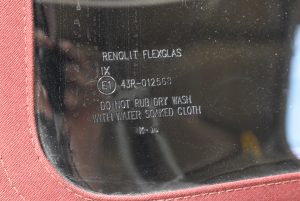 RENOLIT FLEXGLAS
IX
E1 43R-012563
DO NOT RUB DRY WASH
WITH WATER SOAKED CLOTH